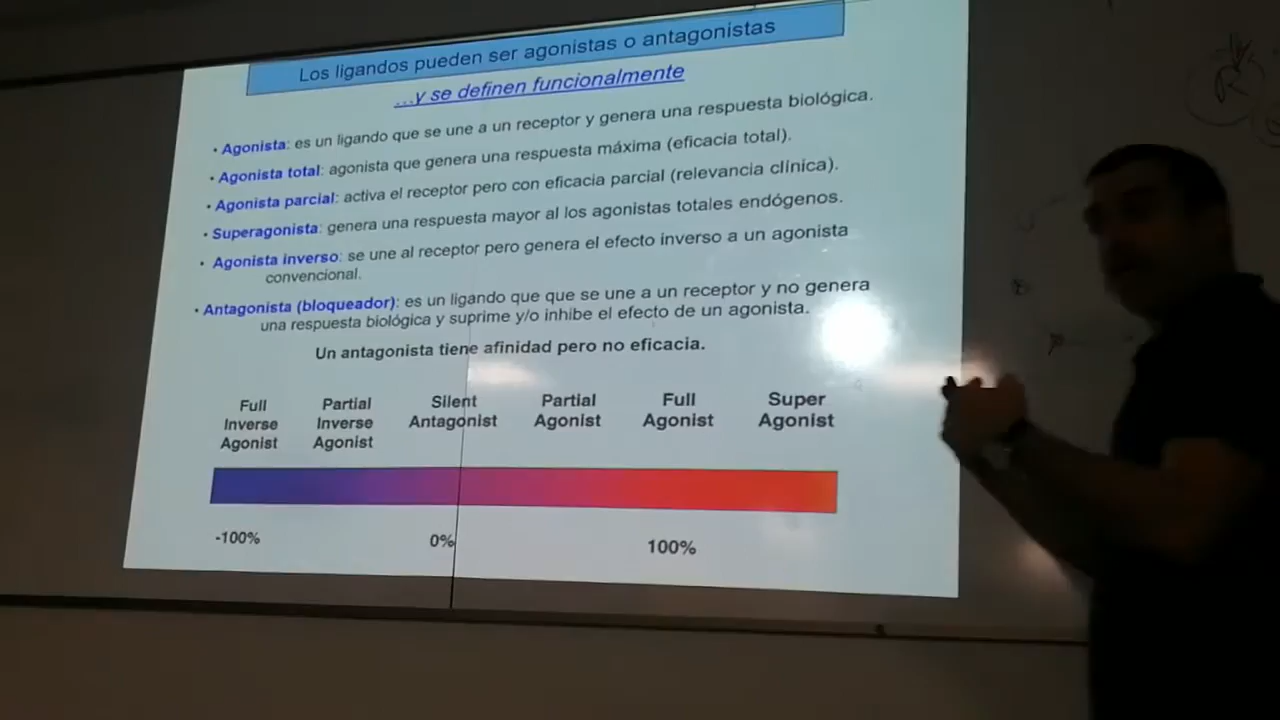 Los ligandos pueden ser agonistas o antagonistas
...y se definen funcionalmente
• Agonista: es un ligando que se une a un receptor y genera una respuesta biológica.
• Agonista total: agonista que genera una respuesta máxima (eficacia total).
• Agonista parcial: activa el receptor pero con eficacia parcial (relevancia clínica).
• Superagonista: genera una respuesta mayor al los agonistas totales endógenos.
• Agonista inverso: se une al receptor pero genera el efecto inverso a un agonista
convencional.
• Antagonista (bloqueador): es un ligando que que se une a un receptor y no genera
una respuesta biológica y suprime y/o inhibe el efecto de un agonista.
Un antagonista tiene afinidad pero no eficacia.
Full Inverse Agonist
Partial Inverse Agonist
Silent Antagonist
Partial Agonist
Full Agonist
Super Agonist
-100% 0% 100%